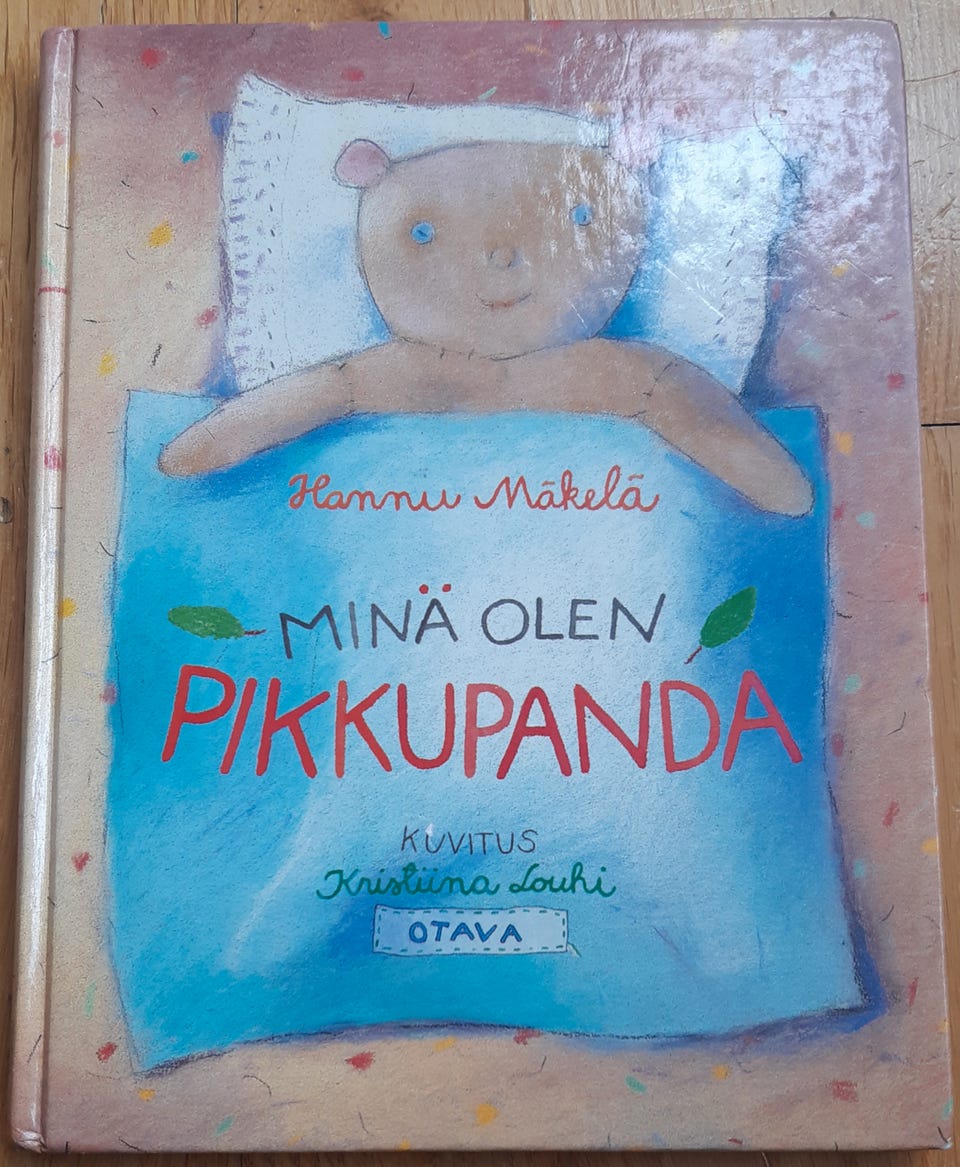 Hannu Mäkelä
MINÄ OLEN
PIKKUPANDA
KUVITUS
Kristiina Louhi
OTAVA